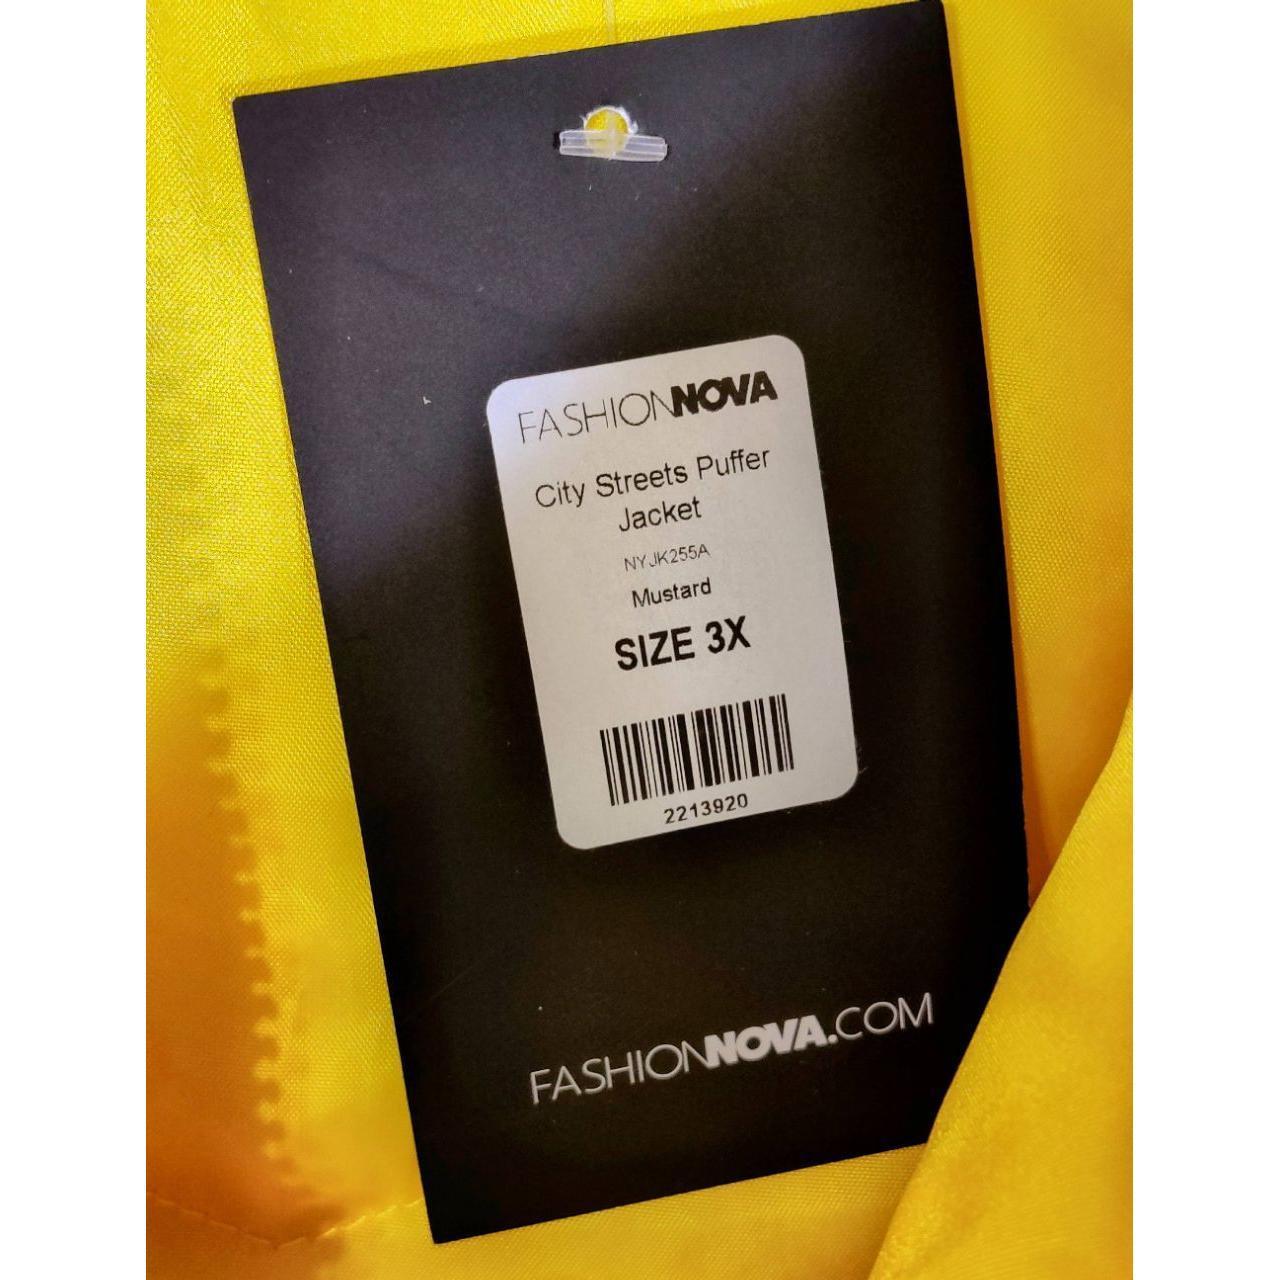 FASHIONNOVA
City Streets Puffer
Jacket
NYJK255A
Mustard
SIZE 3X
2213920
FASHIONNOVA.COM